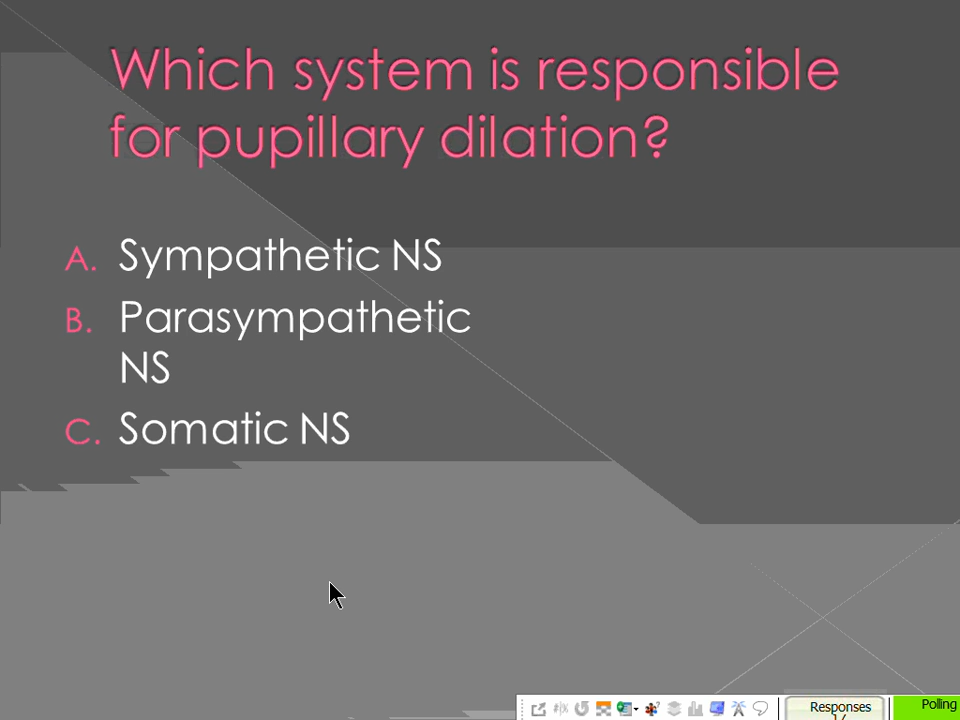 Which system is responsible
for pupillary dilation?
A. Sympathetic NS
B. Parasympathetic
NS
C. Somatic NS
Responses
Polling